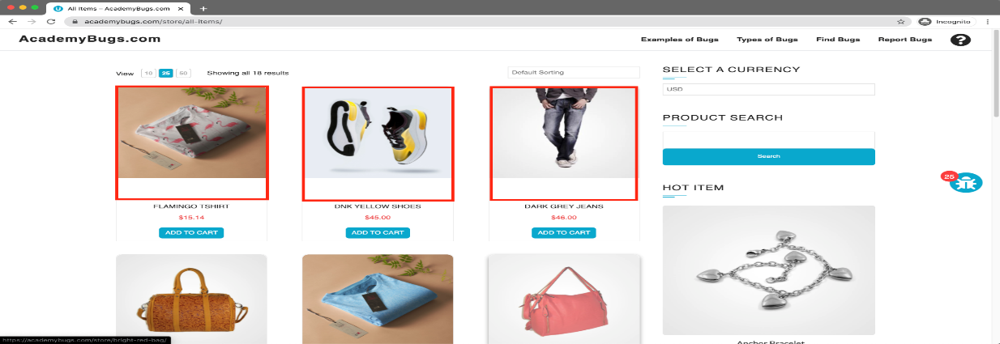 All Items – AcademyBugs.com
academybugs.com/store/all-items/
Incognito
AcademyBugs.com
Examples of Bugs
Types of Bugs
Find Bugs
Report Bugs
?
View 10 25 50 Showing all 18 results
Default Sorting
SELECT A CURRENCY
USD
PRODUCT SEARCH
Search
25
HOT ITEM
FLAMINGO TSHIRT
$15.14
ADD TO CART
DNK YELLOW SHOES
$45.00
ADD TO CART
DARK GREY JEANS
$46.00
ADD TO CART
Anchor Bracelet
https://academybugs.com/store/bright-red-bag/